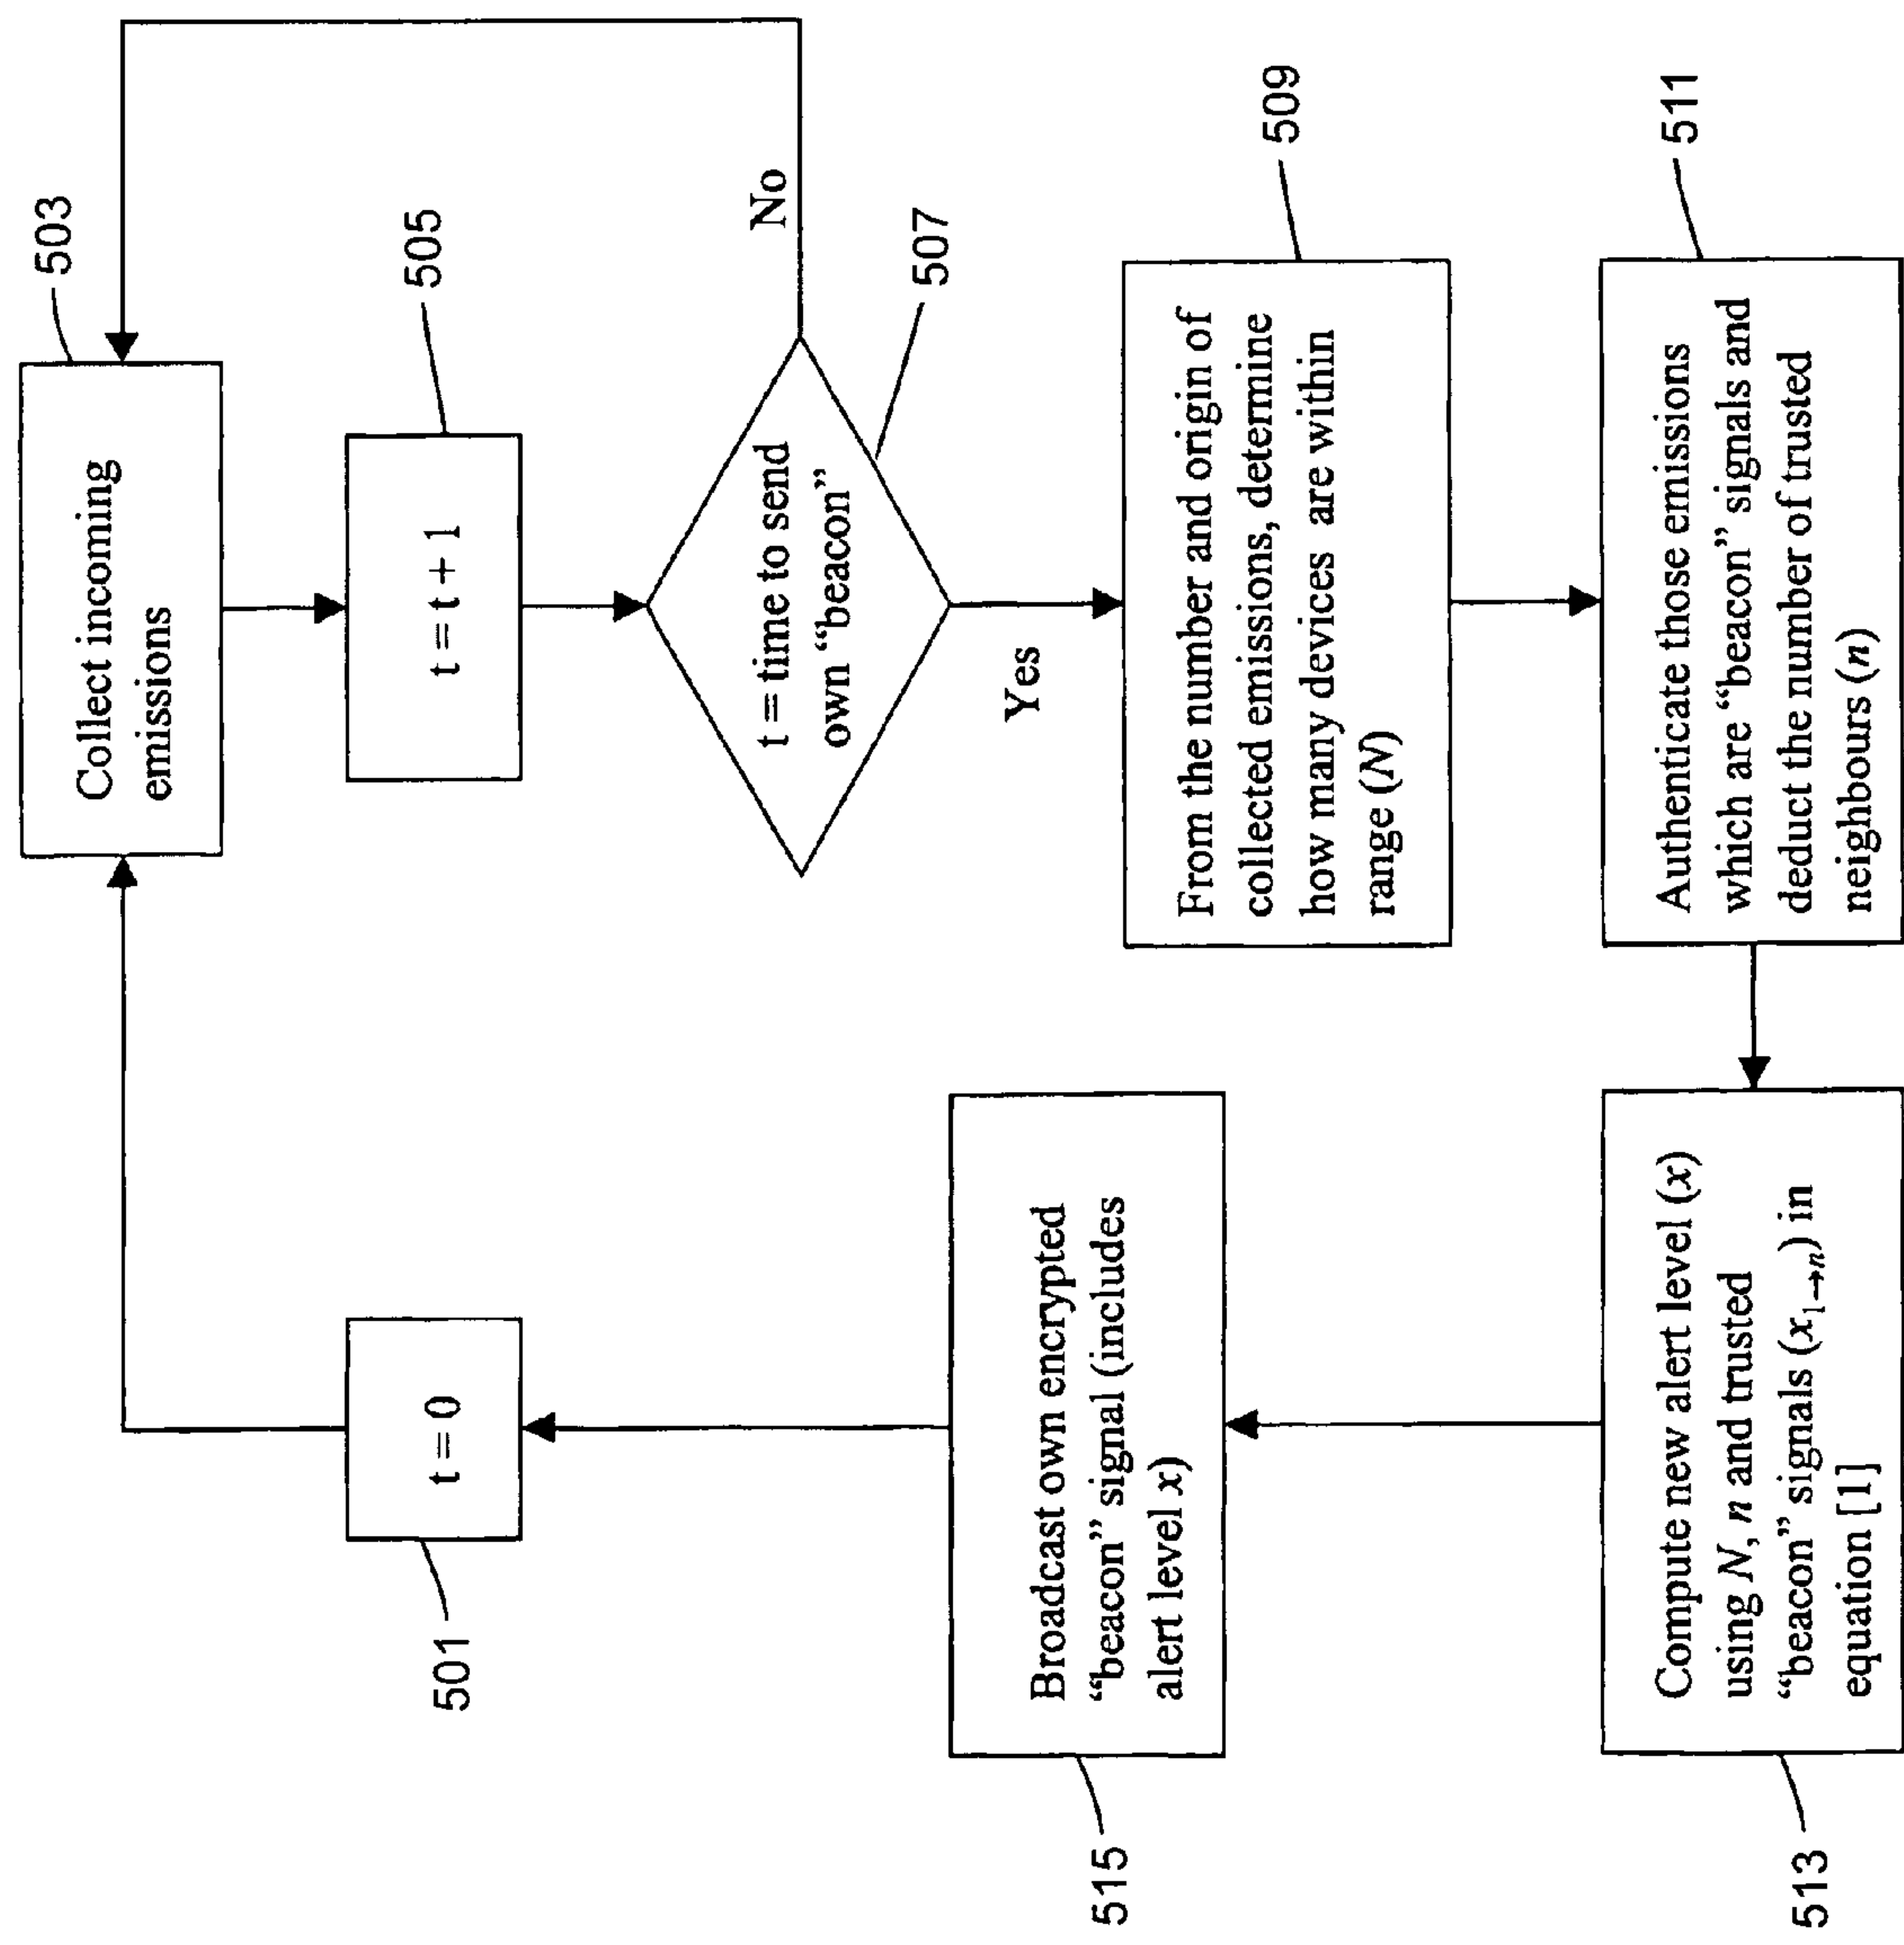 503
Collect incoming
emissions
505
t = t + 1
507
t = time to send
own “beacon”
No
Yes
509
From the number and origin of
collected emissions, determine
how many devices are within
range (N)
511
Authenticate those emissions
which are “beacon” signals and
deduct the number of trusted
neighbours (n)
513
Compute new alert level (x)
using N, n and trusted
“beacon” signals (x₁→ₙ) in
equation [1]
515
Broadcast own encrypted
“beacon” signal (includes
alert level x)
501
t = 0